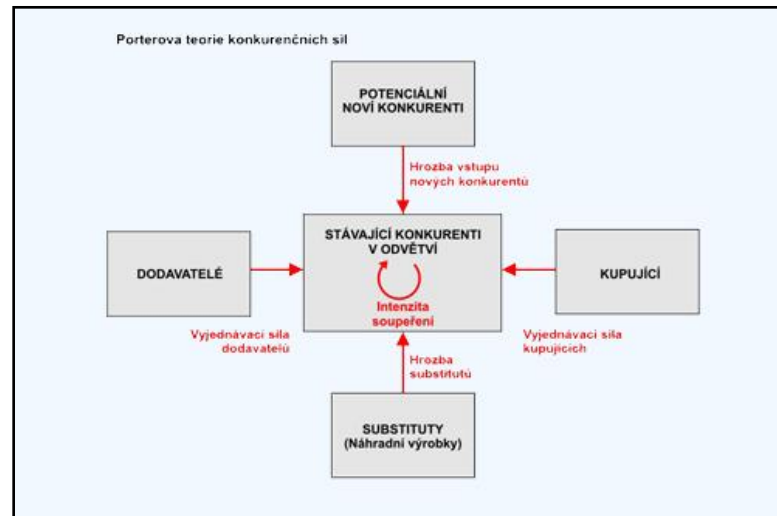 Porterova teorie konkurenčních sil
POTENCIÁLNÍ
NOVÍ KONKURENTI
Hrozba vstupu
nových konkurentů
STÁVAJÍCÍ KONKURENTI
V ODVĚTVÍ
DODAVATELÉ
KUPUJÍCÍ
Intenzita
soupeření
Vyjednávací síla
dodavatelů
Vyjednávací síla
kupujících
Hrozba
substitutů
SUBSTITUTY
(Náhradní výrobky)